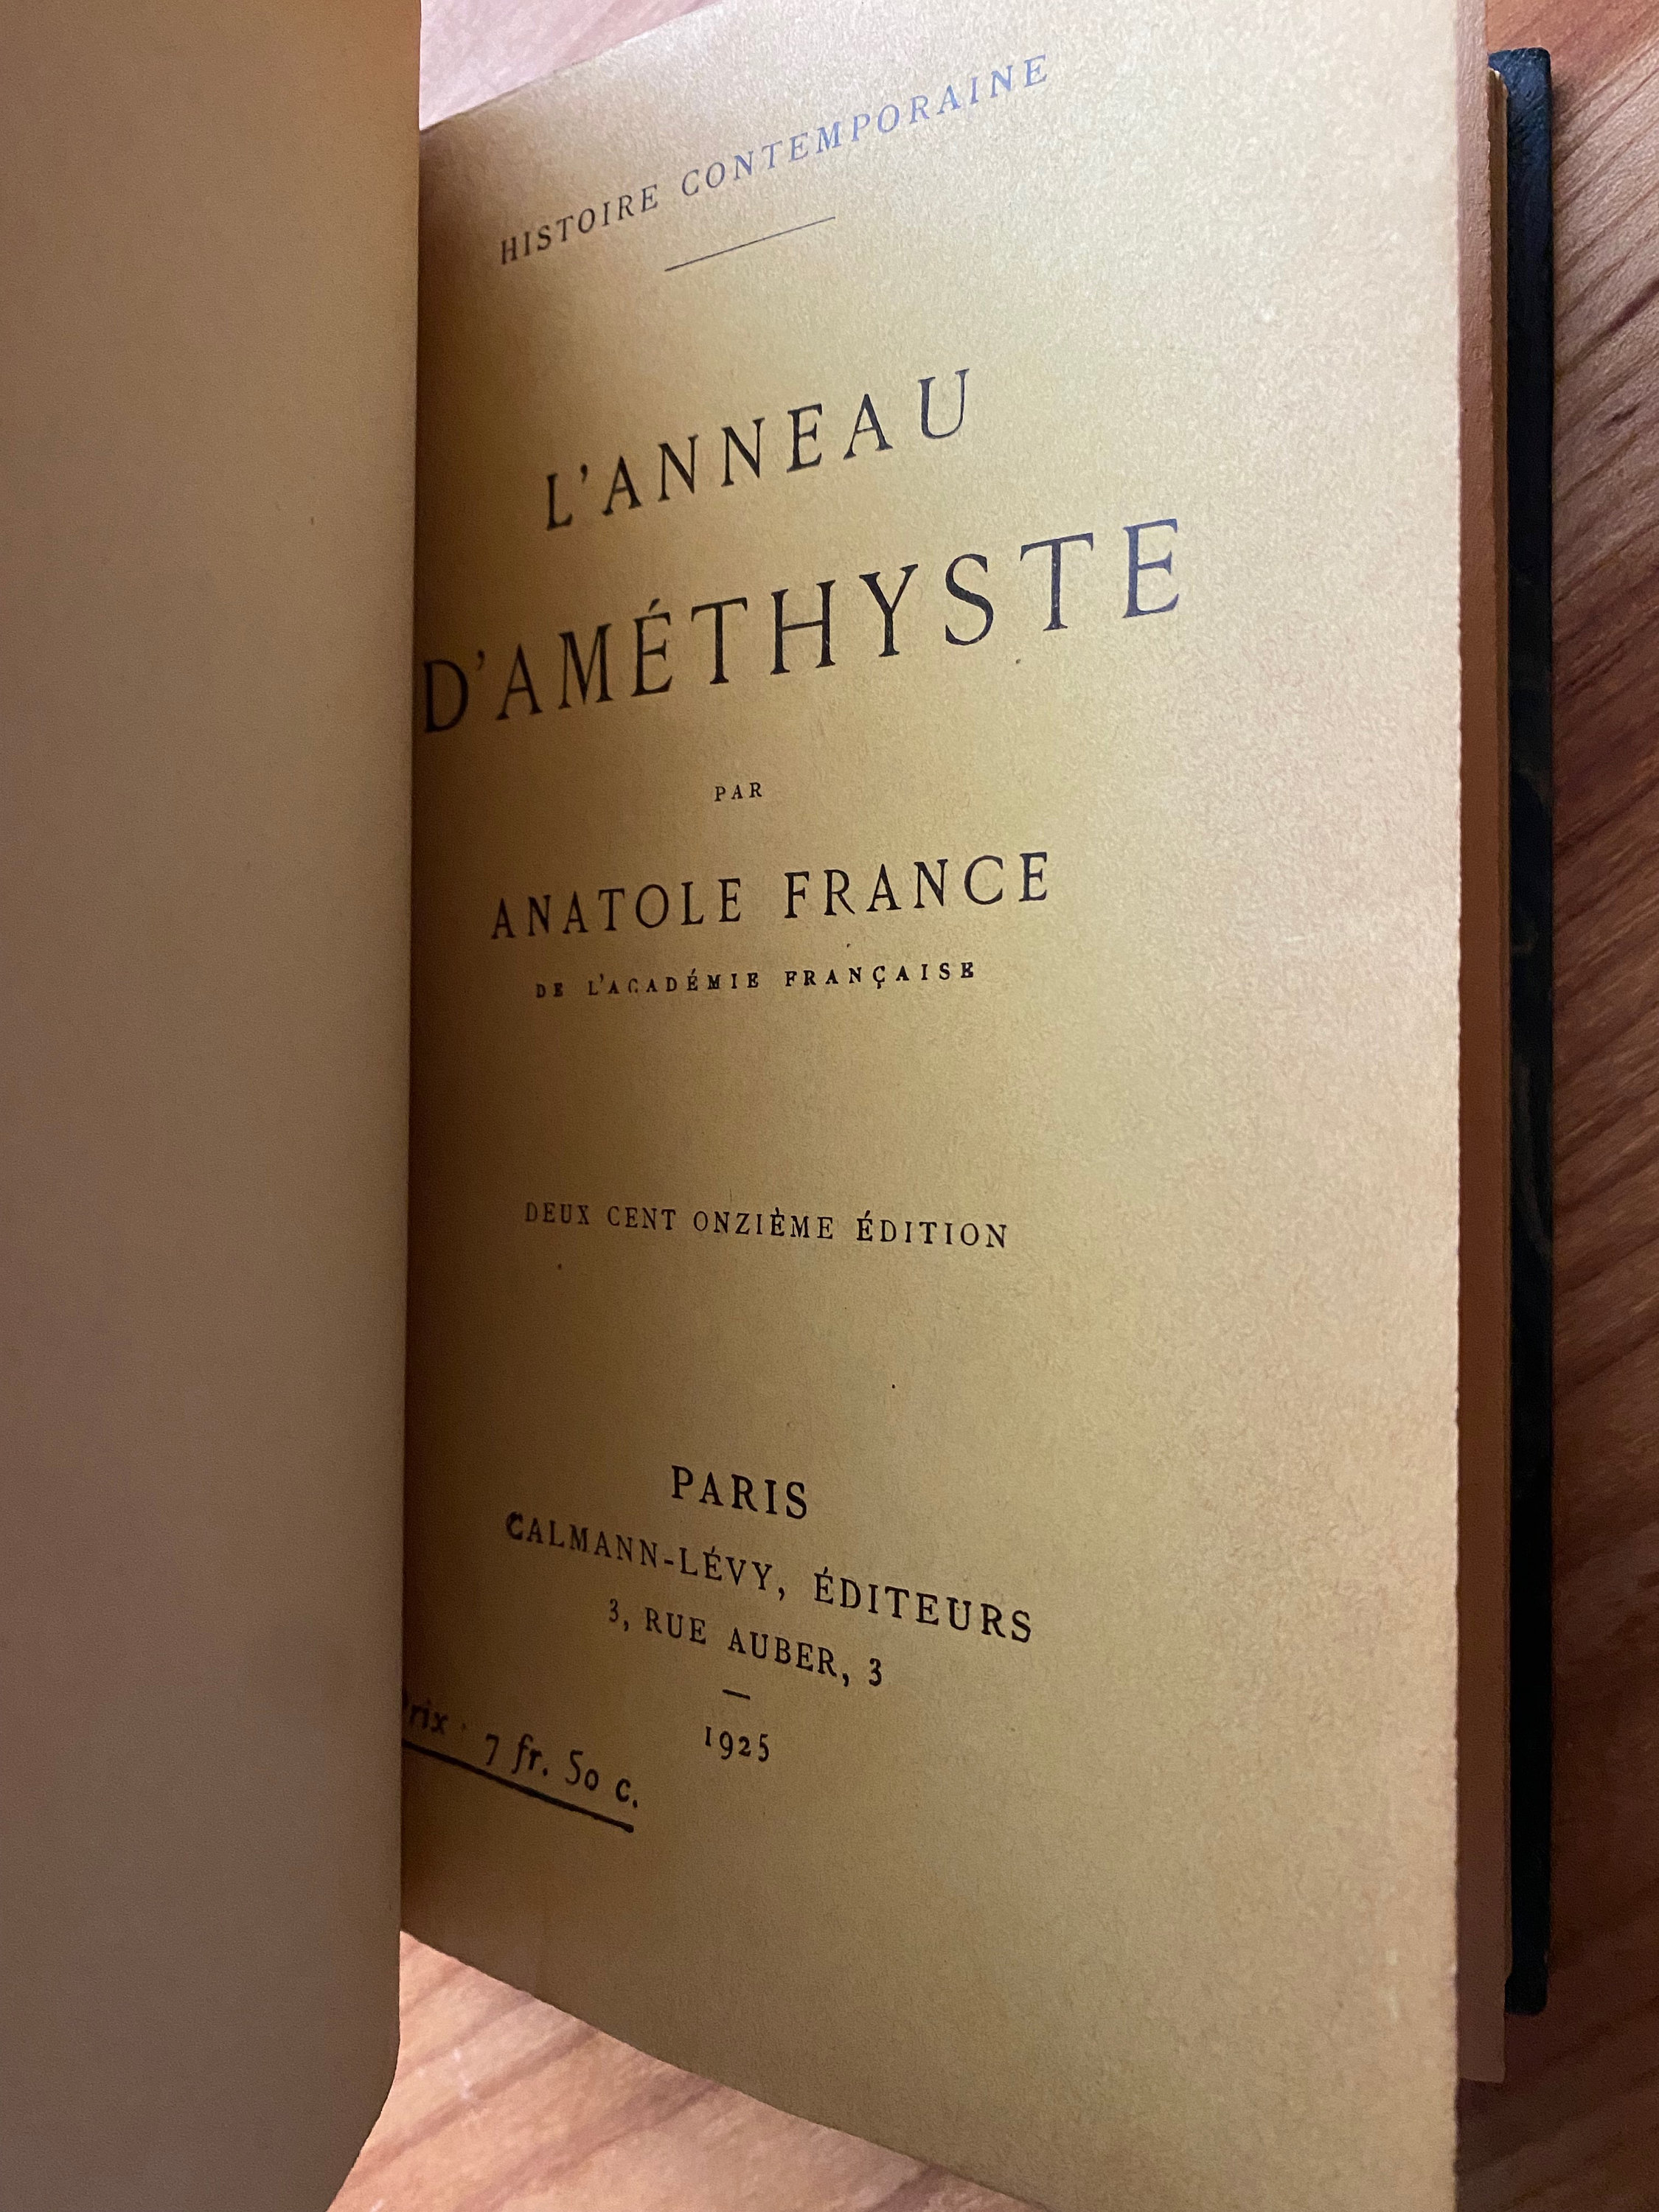 HISTOIRE CONTEMPORAINE
L'ANNEAU
D'AMÉTHYSTE
PAR
ANATOLE FRANCE
DE L'ACADÉMIE FRANÇAISE
DEUX CENT ONZIÈME ÉDITION
PARIS
CALMANN-LÉVY, ÉDITEURS
3, RUE AUBER, 3
1925
Prix : 7 fr. 50 c.